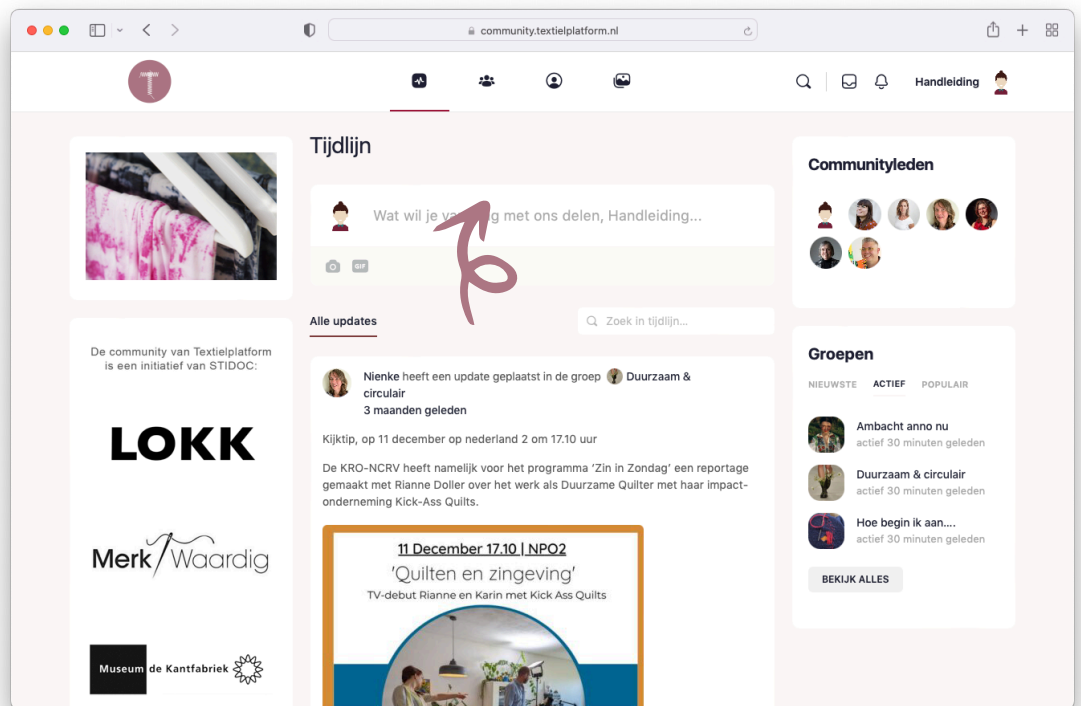 community.textielplatform.nl
T
Handleiding
Tijdlijn
Wat wil je met ons delen, Handleiding...
GIF
Alle updates
Zoek in tijdlijn...
De community van Textielplatform
is een initiatief van STIDOC:
LOKK
Merk Waardig
Museum de Kantfabriek
Nienke heeft een update geplaatst in de groep Duurzaam &
circulair
3 maanden geleden
Kijktip, op 11 december op nederland 2 om 17.10 uur
De KRO-NCRV heeft namelijk voor het programma ‘Zin in Zondag’ een reportage
gemaakt met Rianne Doller over het werk als Duurzame Quilter met haar impact-
onderneming Kick-Ass Quilts.
11 December 17.10 | NPO2
'Quilten en zingeving'
TV-debut Rianne en Karin met Kick Ass Quilts
Communityleden
Groepen
NIEUWSTE ACTIEF POPULAIR
Ambacht anno nu
actief 30 minuten geleden
Duurzaam & circulair
actief 30 minuten geleden
Hoe begin ik aan....
actief 30 minuten geleden
BEKIJK ALLES